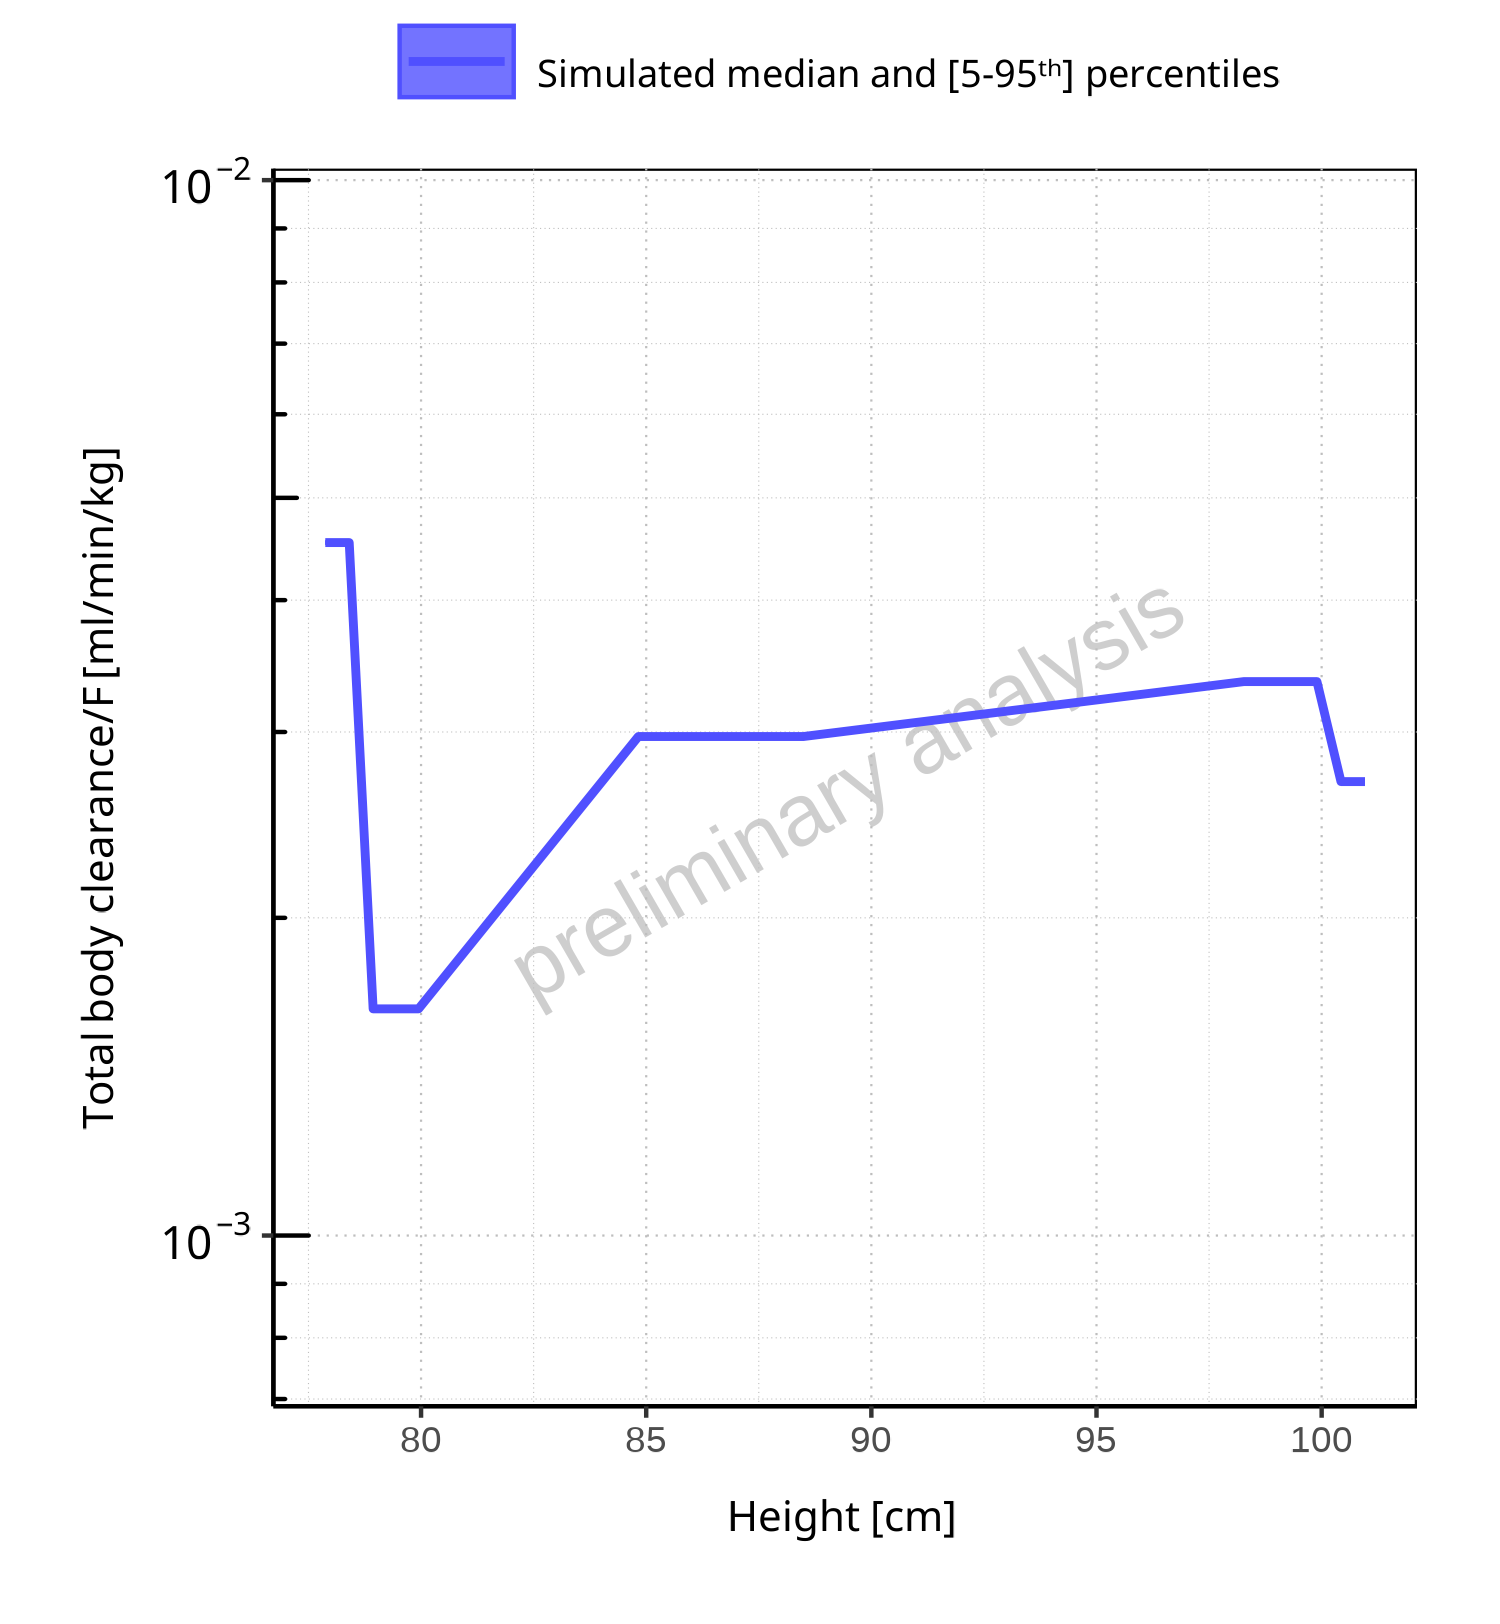 Simulated median and [5-95ᵗʰ] percentiles
10⁻²
Total body clearance/F [ml/min/kg]
preliminary analysis
10⁻³
80 85 90 95 100
Height [cm]